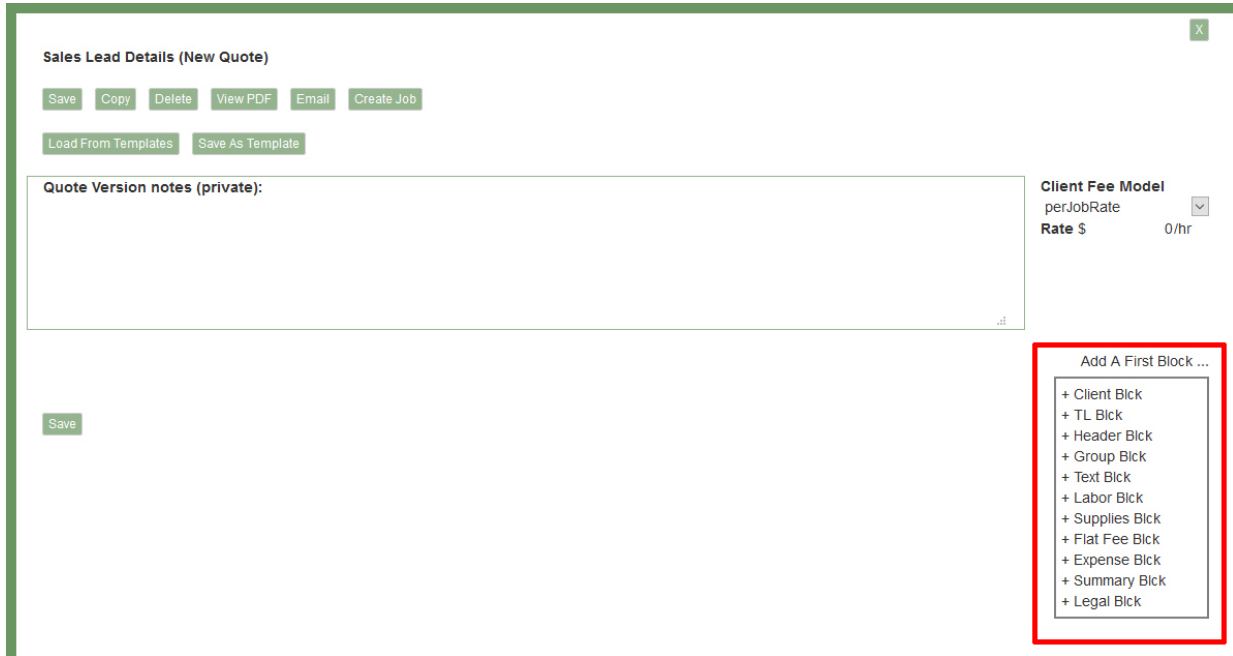 X
Sales Lead Details (New Quote)
Save Copy Delete View PDF Email Create Job
Load From Templates Save As Template
Quote Version notes (private):
Client Fee Model
perJobRate
Rate $ 0/hr
Add A First Block ...
+ Client Blck
+ TL Blck
+ Header Blck
+ Group Blck
+ Text Blck
+ Labor Blck
+ Supplies Blck
+ Flat Fee Blck
+ Expense Blck
+ Summary Blck
+ Legal Blck
Save